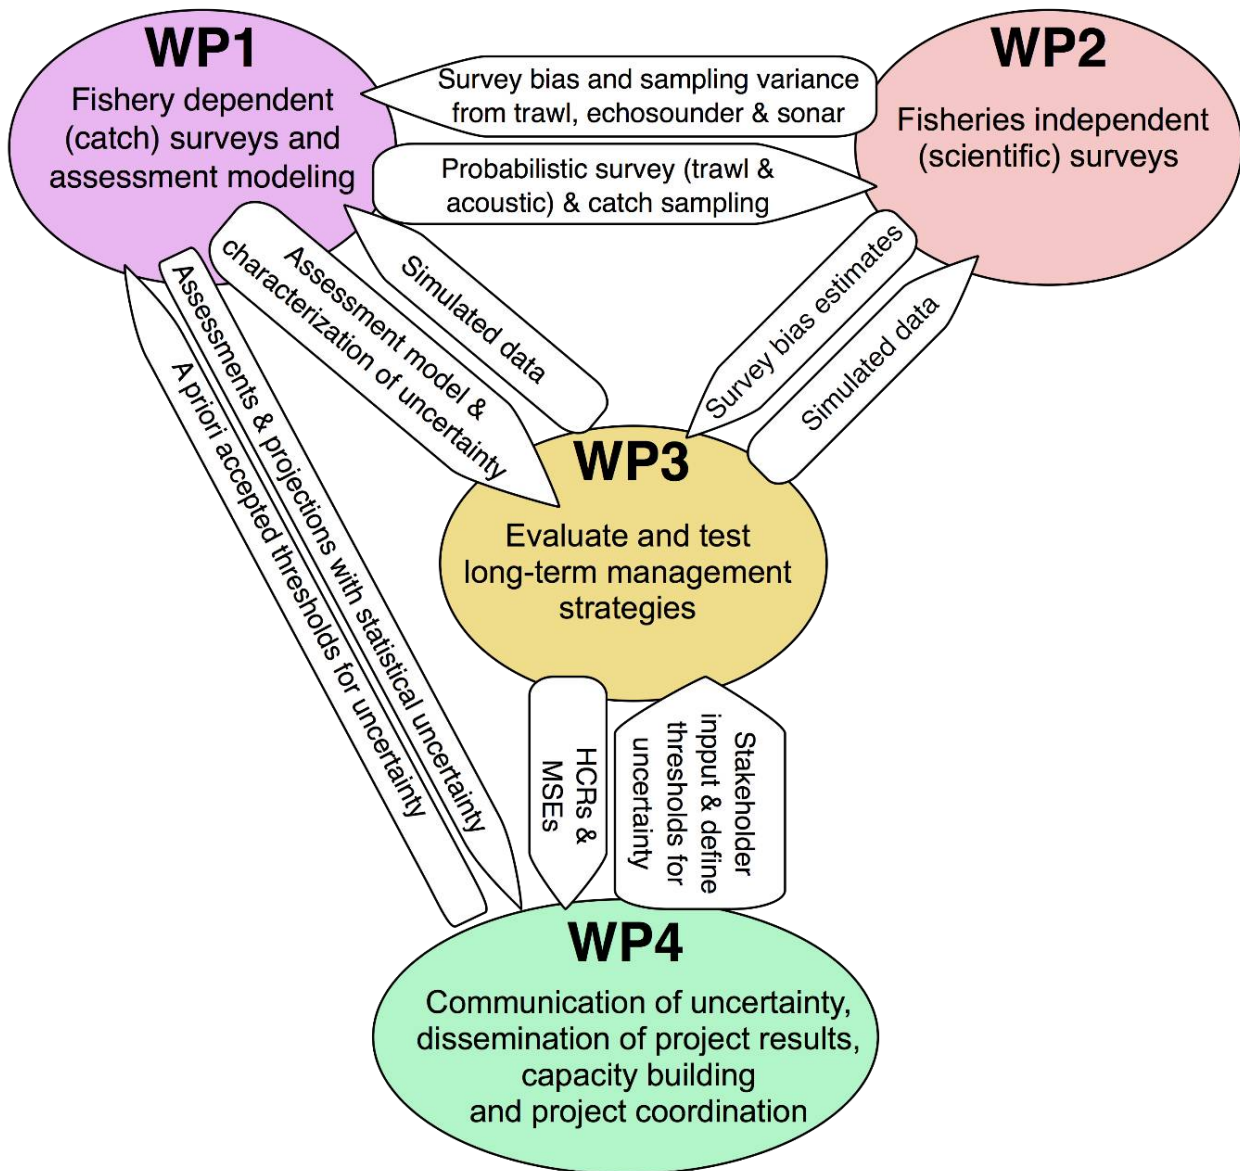 WP1
Fishery dependent
(catch) surveys and
assessment modeling
Survey bias and sampling variance
from trawl, echosounder & sonar
Probabilistic survey (trawl &
acoustic) & catch sampling
WP2
Fisheries independent
(scientific) surveys
Assessments & projections with statistical uncertainty
A priori accepted thresholds for uncertainty
Assessment model &
characterization of uncertainty
Simulated data
Survey bias estimates
Simulated data
WP3
Evaluate and test
long-term management
strategies
HCRs &
MSEs
Stakeholder
inpput & define
thresholds for
uncertainty
WP4
Communication of uncertainty,
dissemination of project results,
capacity building
and project coordination